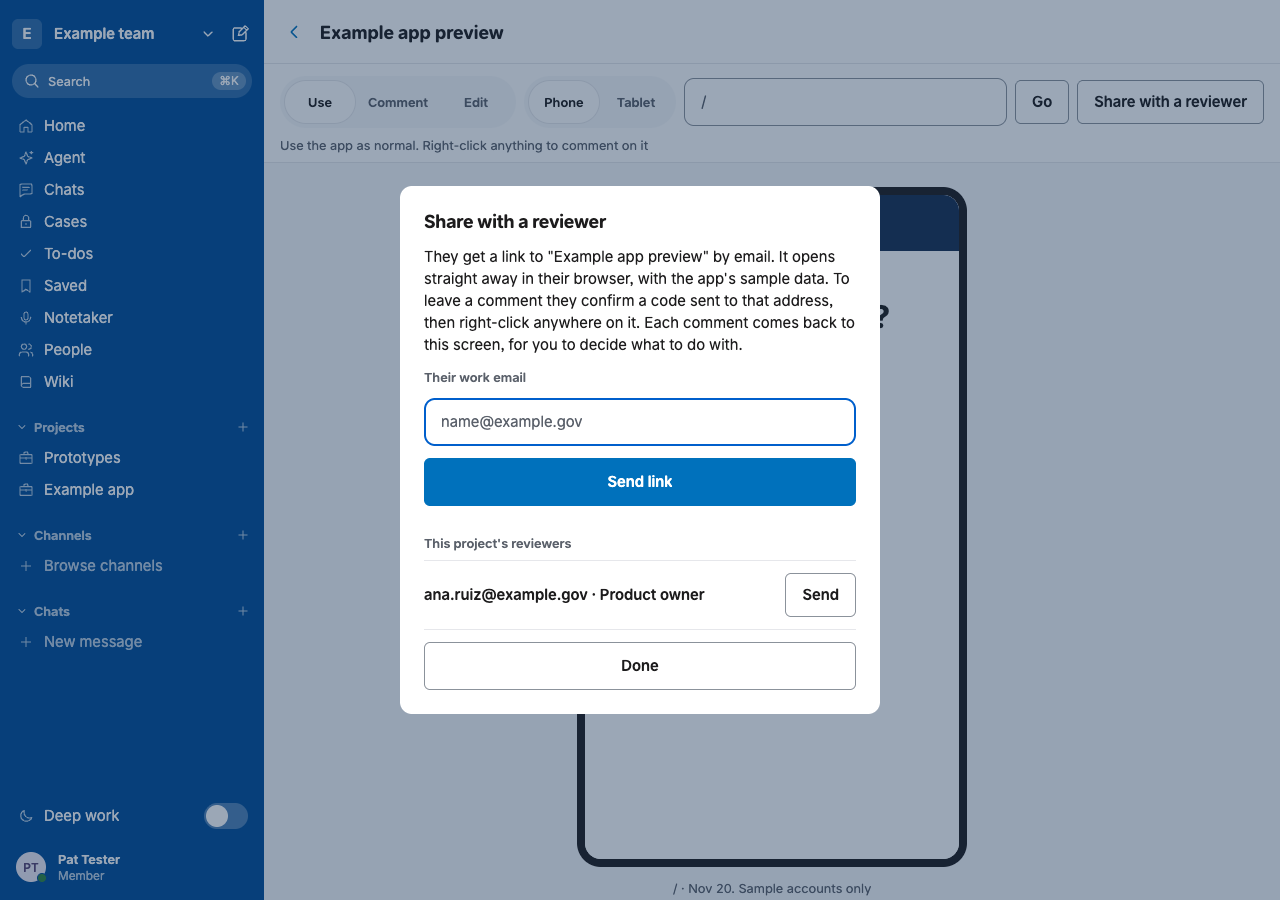 E
Example team
Search
⌘K
Home
Agent
Chats
Cases
To-dos
Saved
Notetaker
People
Wiki
Projects
Prototypes
Example app
Channels
Browse channels
Chats
New message
Deep work
PT
Pat Tester
Member
Example app preview
Use
Comment
Edit
Phone
Tablet
/
Go
Share with a reviewer
Use the app as normal. Right-click anything to comment on it
?
Share with a reviewer
They get a link to "Example app preview" by email. It opens
straight away in their browser, with the app's sample data. To
leave a comment they confirm a code sent to that address,
then right-click anywhere on it. Each comment comes back to
this screen, for you to decide what to do with.
Their work email
name@example.gov
Send link
This project's reviewers
ana.ruiz@example.gov · Product owner
Send
Done
/ · Nov 20. Sample accounts only